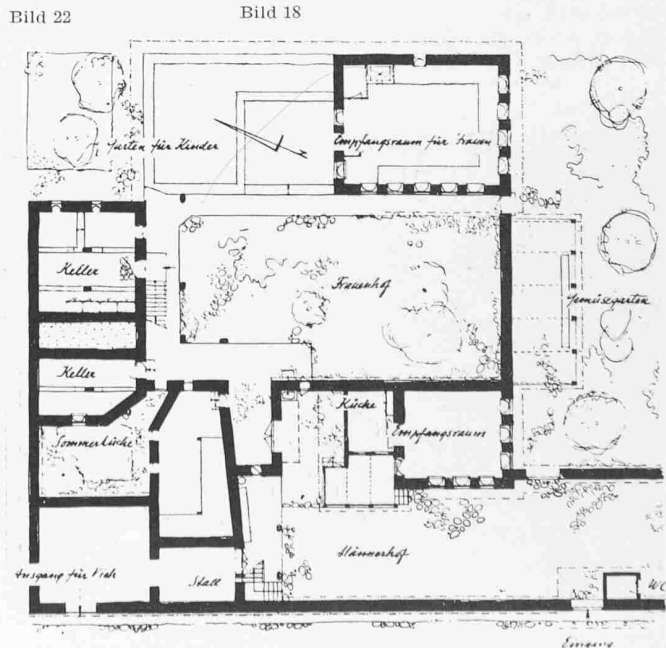 Bild 22
Bild 18
Garten für Kinder
Empfangsraum für Frauen
Keller
Frauenhof
Gemüsegarten
Keller
Küche
Empfangsraum
Sommerküche
Männerhof
Ausgang für Vieh
Stall
WC
Eingang